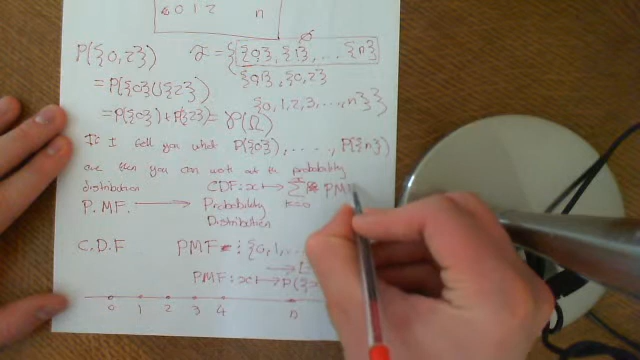 0 1 2 n
P({0,2}) 𝓕 = { {0}, {1}, ... {n}
= P({0}∪{2}) {0,1}, {0,2}
{0,1,2,3,...,n} }
= P({0}) + P({2}) = 𝒫(Ω)
If I tell you what P({0}), ....., P({n})
are then you can work out the probability
distribution CDF: x ↦ Σ k=0 PM
P.M.F. → Probability
Distribution
C.D.F PMF : {0,1,...
PMF: x ↦ P({x
0 1 2 3 4 n